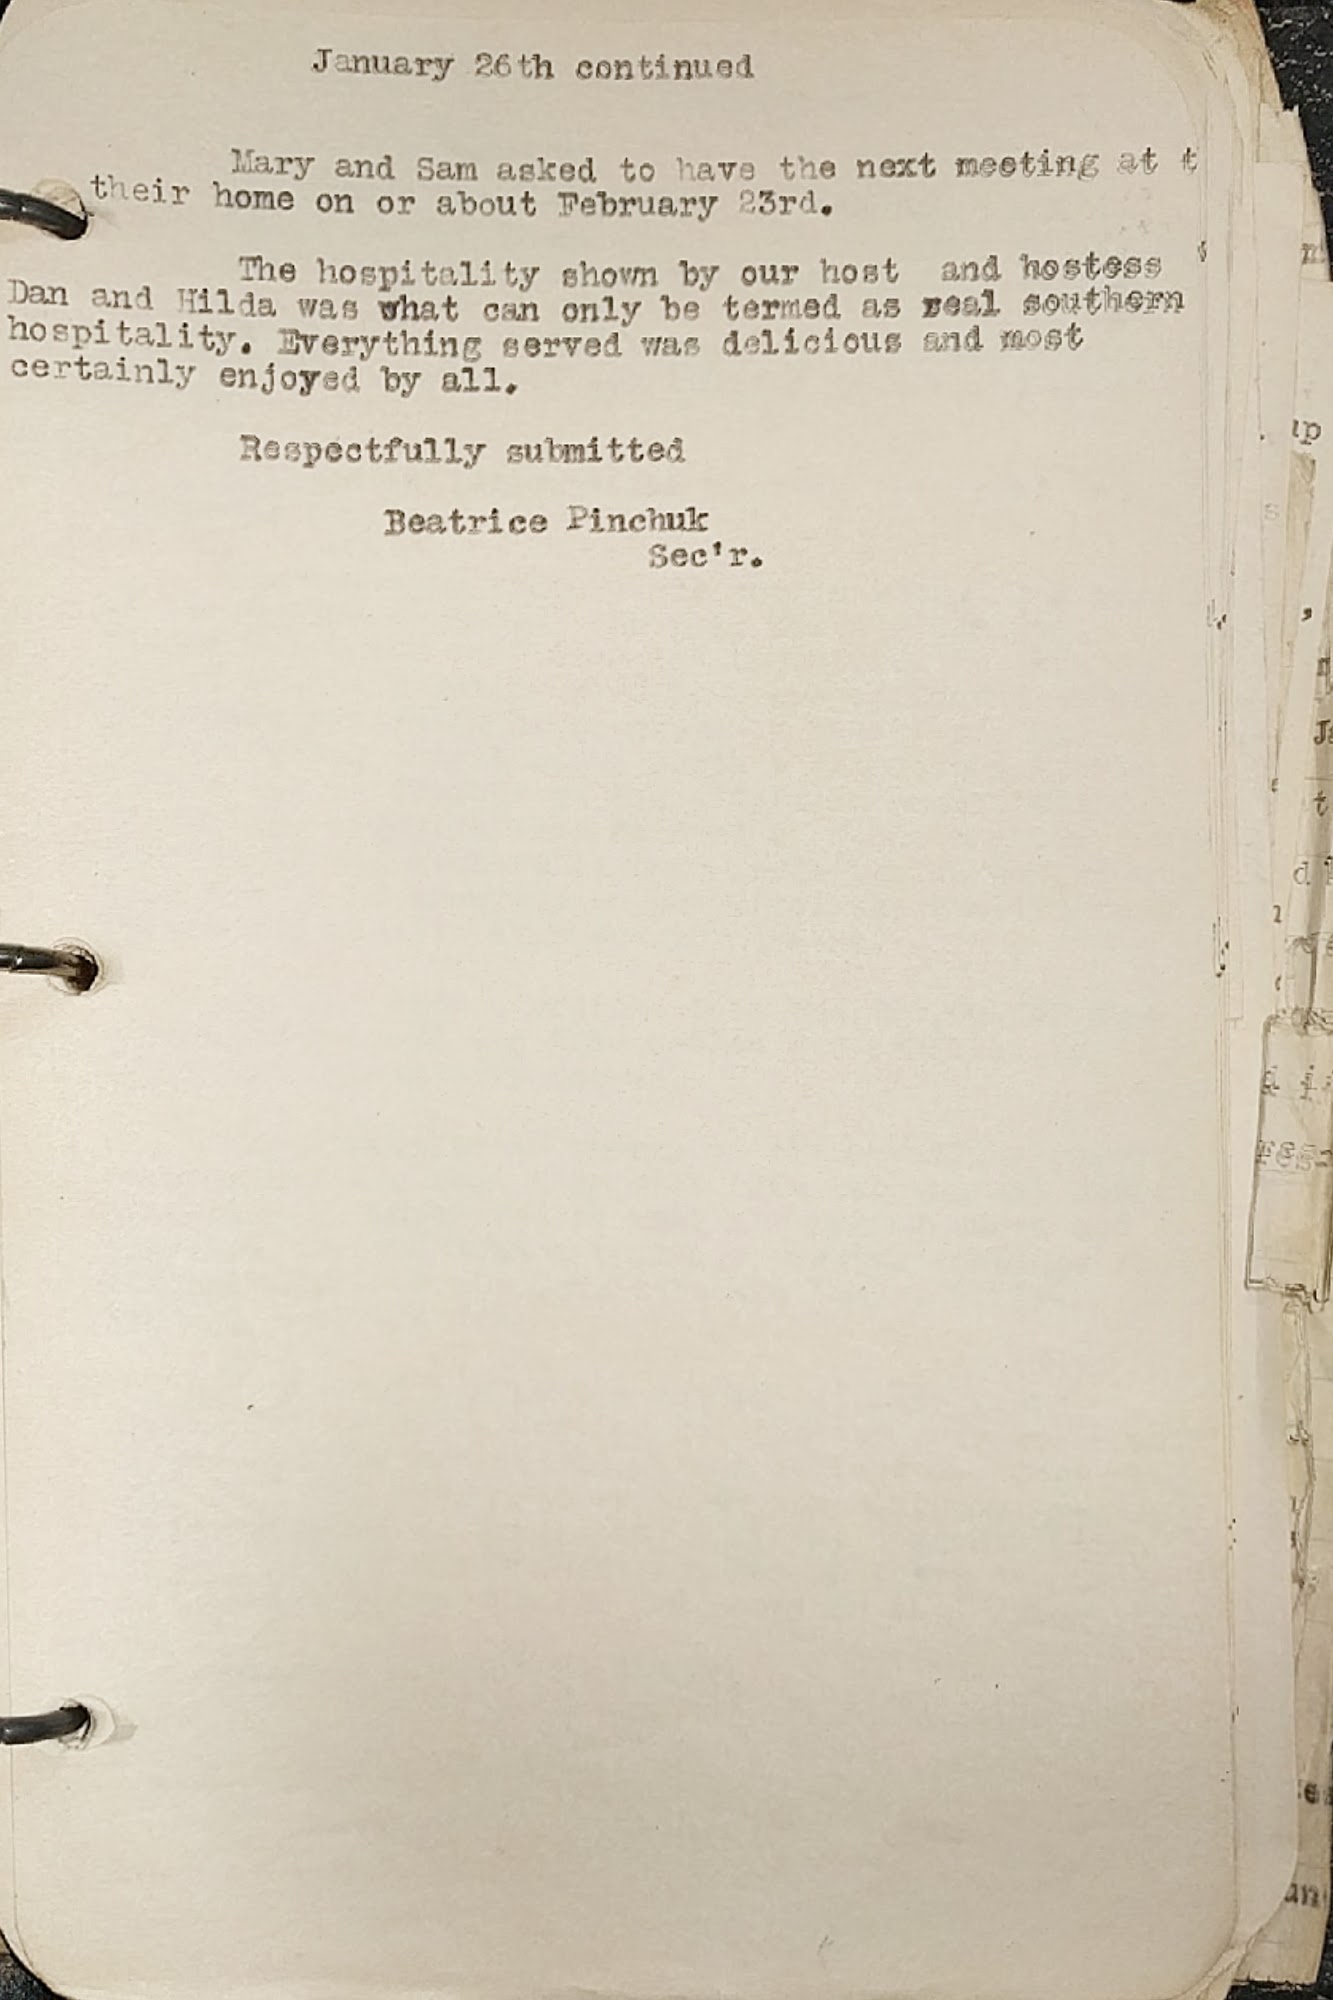 January 26th continued
Mary and Sam asked to have the next meeting at t
their home on or about February 23rd.
The hospitality shown by our host and hostess
Dan and Hilda was what can only be termed as real southern
hospitality. Everything served was delicious and most
certainly enjoyed by all.
Respectfully submitted
Beatrice Pinchuk
Sec'r.